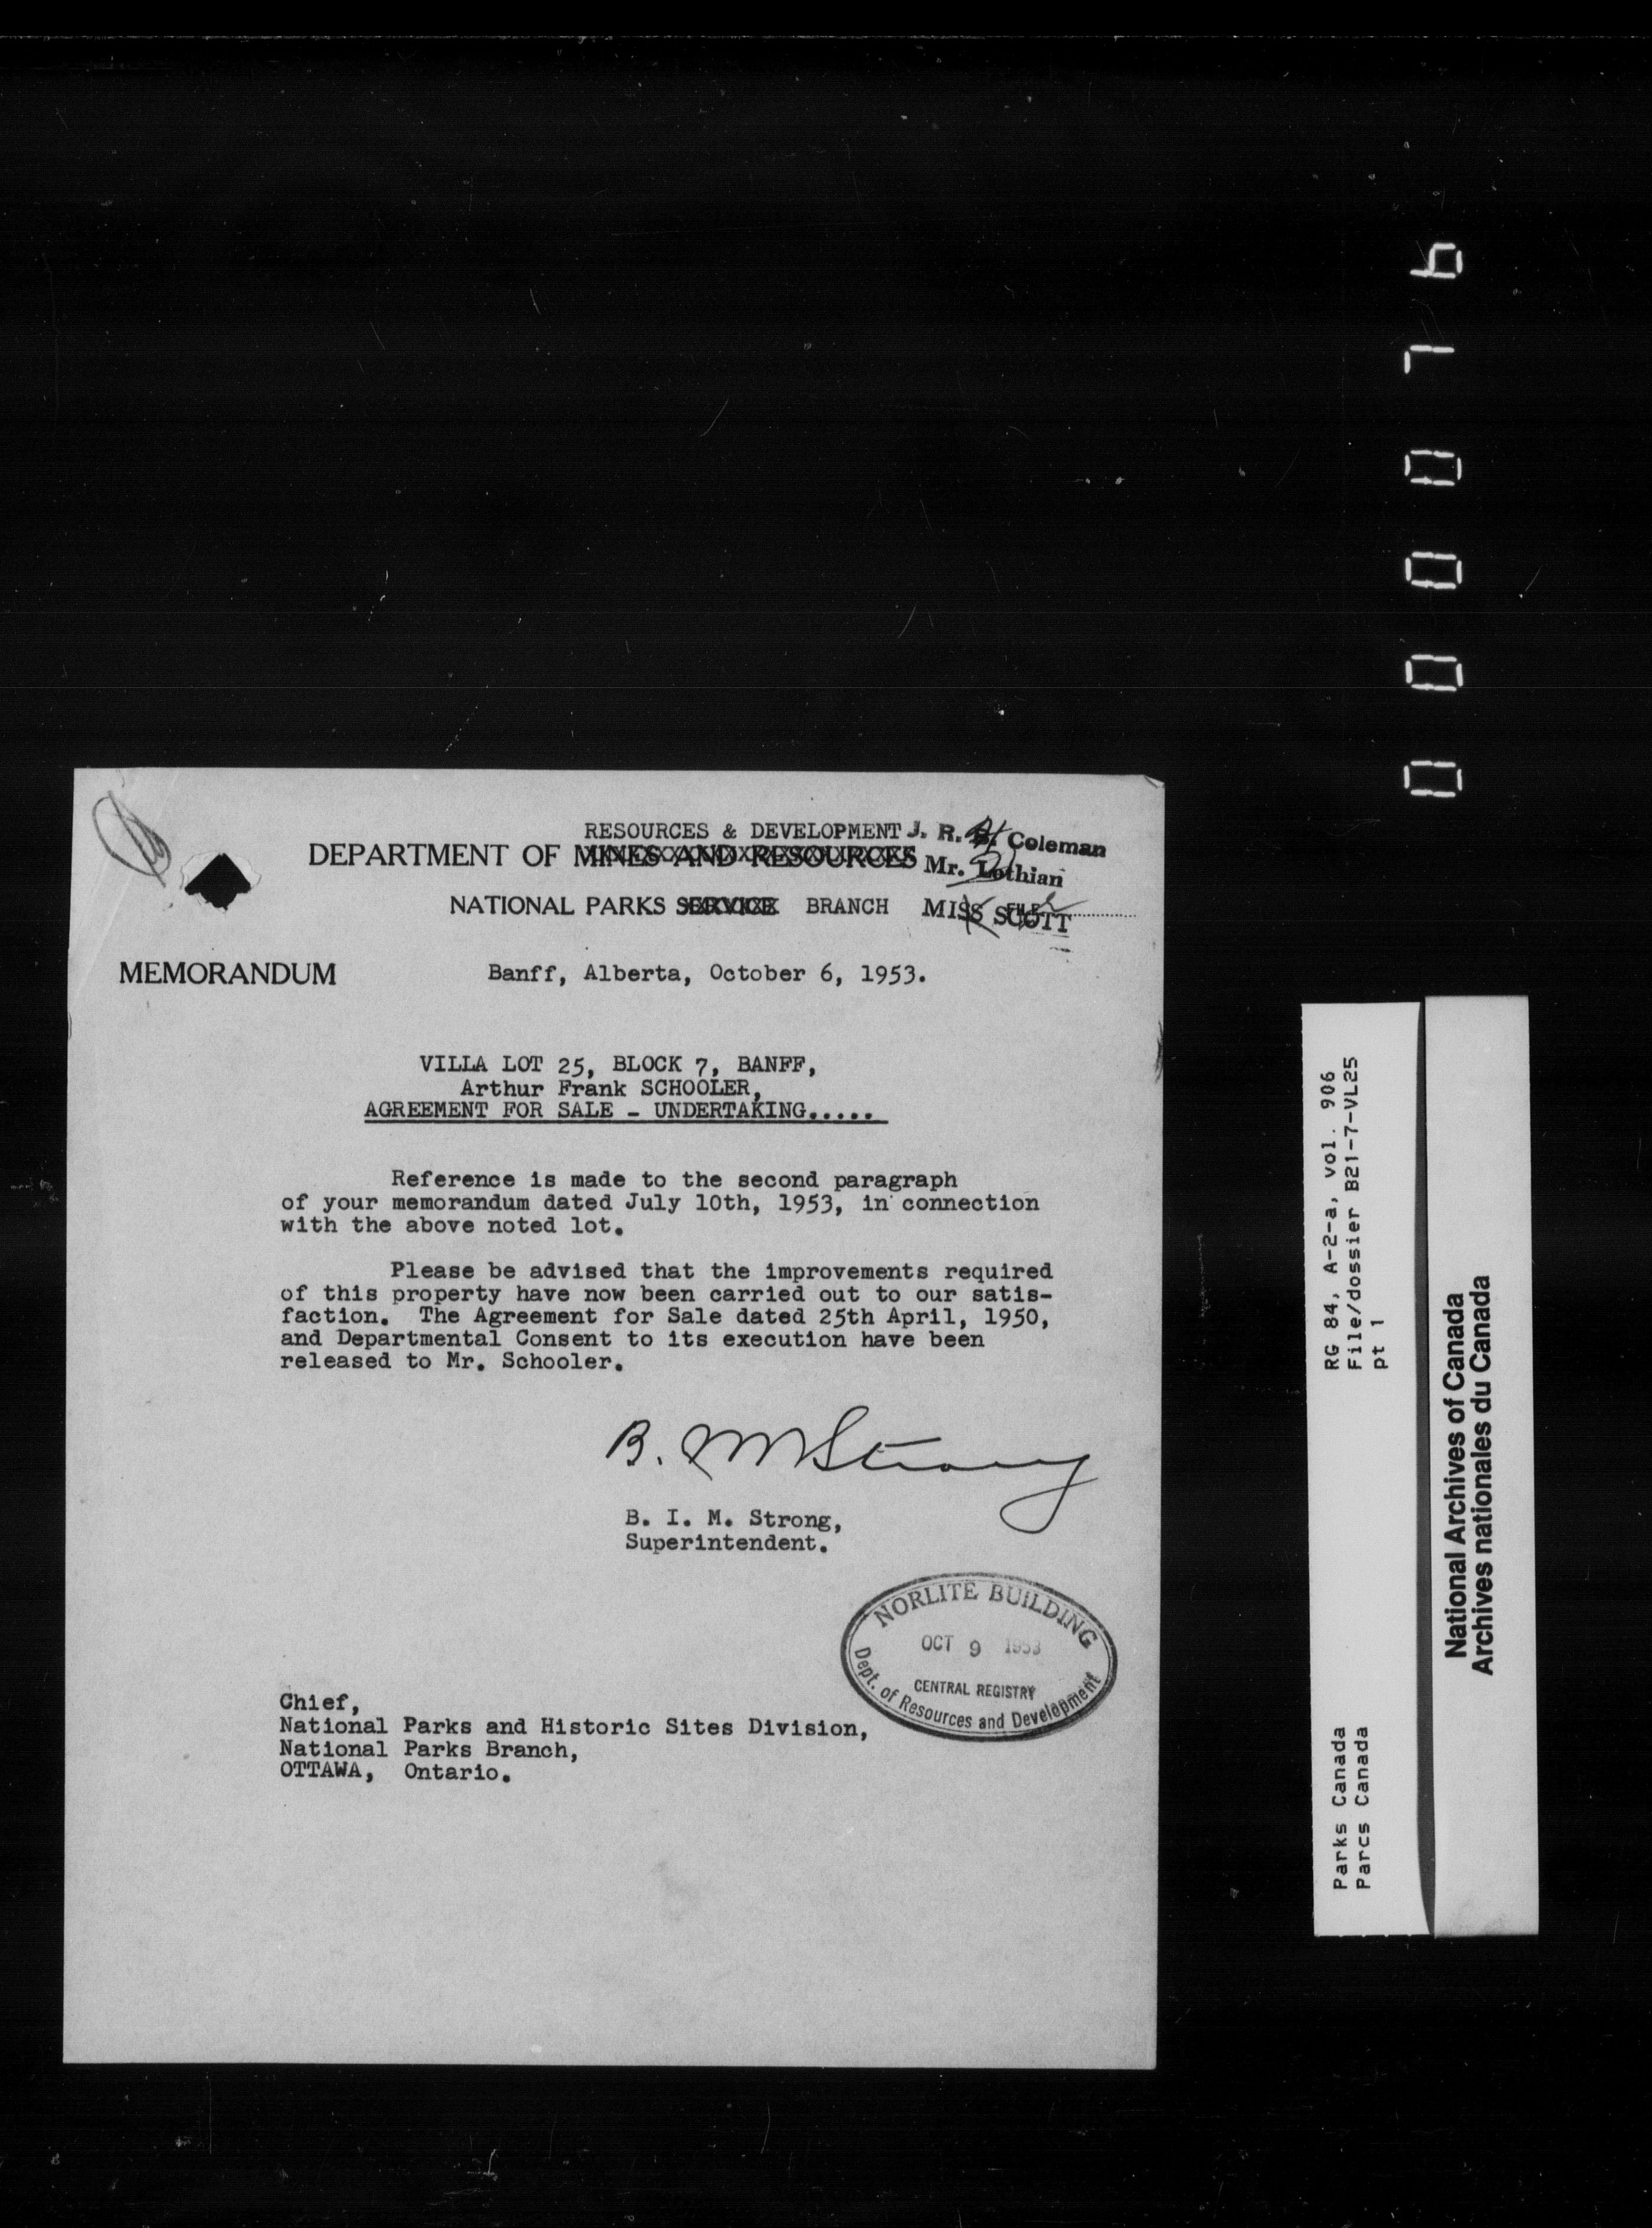 RESOURCES & DEVELOPMENT J. R. B. Coleman
DEPARTMENT OF MINES AND RESOURCES Mr. Lothian
NATIONAL PARKS SERVICE BRANCH MISS SCOTT
MEMORANDUM
Banff, Alberta, October 6, 1953.
VILLA LOT 25, BLOCK 7, BANFF,
Arthur Frank SCHOOLER,
AGREEMENT FOR SALE - UNDERTAKING.....
Reference is made to the second paragraph
of your memorandum dated July 10th, 1953, in connection
with the above noted lot.
Please be advised that the improvements required
of this property have now been carried out to our satis-
faction. The Agreement for Sale dated 25th April, 1950,
and Departmental Consent to its execution have been
released to Mr. Schooler.
B. I. M. Strong,
Superintendent.
NORLITE BUILDING
OCT 9 1953
CENTRAL REGISTRY
Dept. of Resources and Development
Chief,
National Parks and Historic Sites Division,
National Parks Branch,
OTTAWA, Ontario.
RG 84, A-2-a, vol. 906
File/dossier B21-7-VL25
pt 1
Parks Canada
Parcs Canada
National Archives of Canada
Archives nationales du Canada